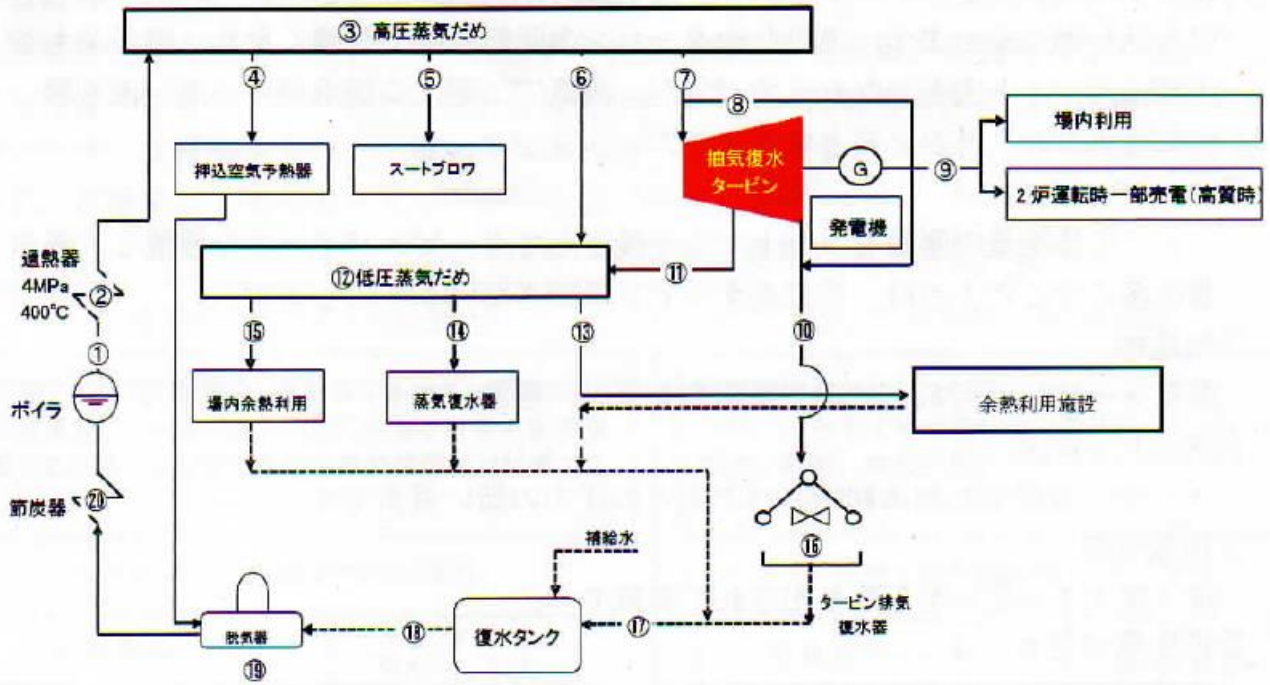 ③ 高圧蒸気だめ
④
⑤
⑥
⑦
⑧
押込空気予熱器
スートブロワ
抽気復水
タービン
G
⑨
場内利用
2炉運転時一部売電(高質時)
発電機
過熱器
4MPa
400℃
②
①
ボイラ
⑫低圧蒸気だめ
⑪
⑮
⑭
⑬
⑩
場内余熱利用
蒸気復水器
余熱利用施設
節炭器
⑳
補給水
⑯
タービン排気
復水器
脱気器
⑲
⑱
復水タンク
⑰